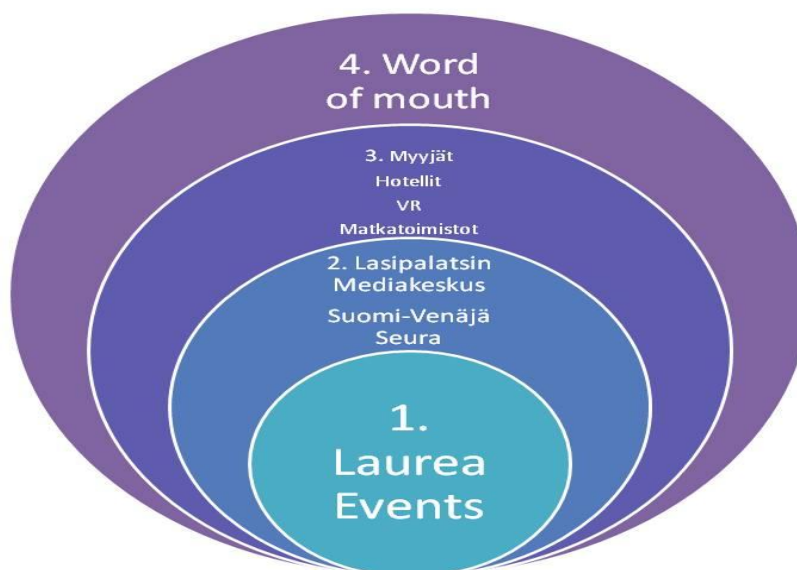 4. Word
of mouth
3. Myyjät
Hotellit
VR
Matkatoimistot
2. Lasipalatsin
Mediakeskus
Suomi-Venäjä
Seura
1.
Laurea
Events